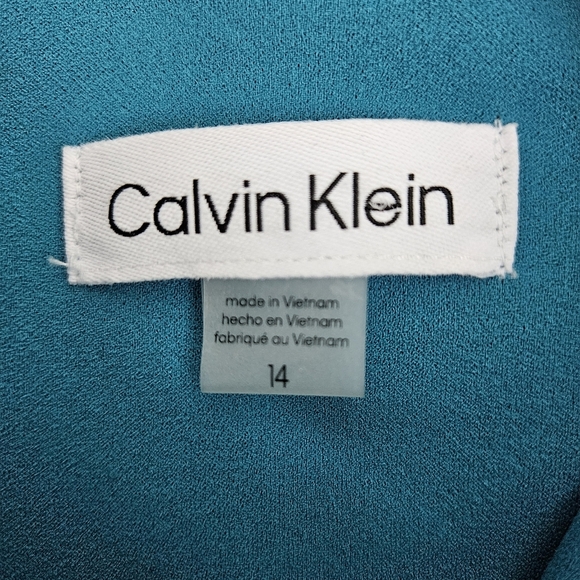 Calvin Klein
made in Vietnam
hecho en Vietnam
fabriqué au Vietnam
14